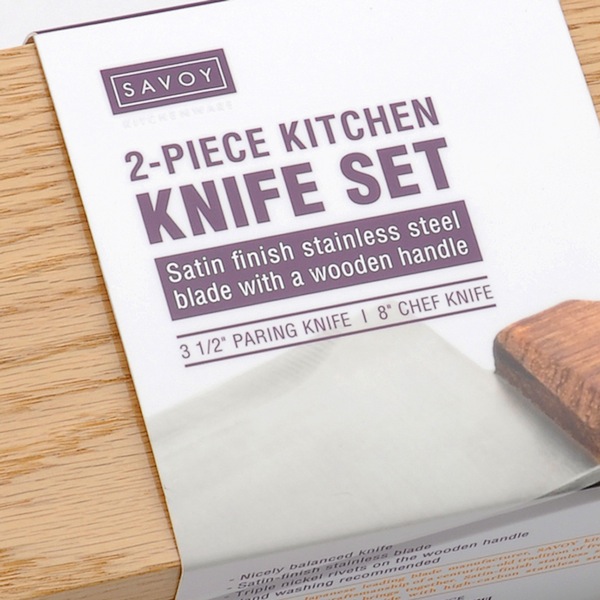 SAVOY
KITCHENWARE
2-PIECE KITCHEN
KNIFE SET
Satin finish stainless steel
blade with a wooden handle
3 1/2" PARING KNIFE | 8" CHEF KNIFE
- Nicely balanced knife
- Satin-finish stainless blade
- Triple nickel rivets on the wooden handle
hand washing recommended